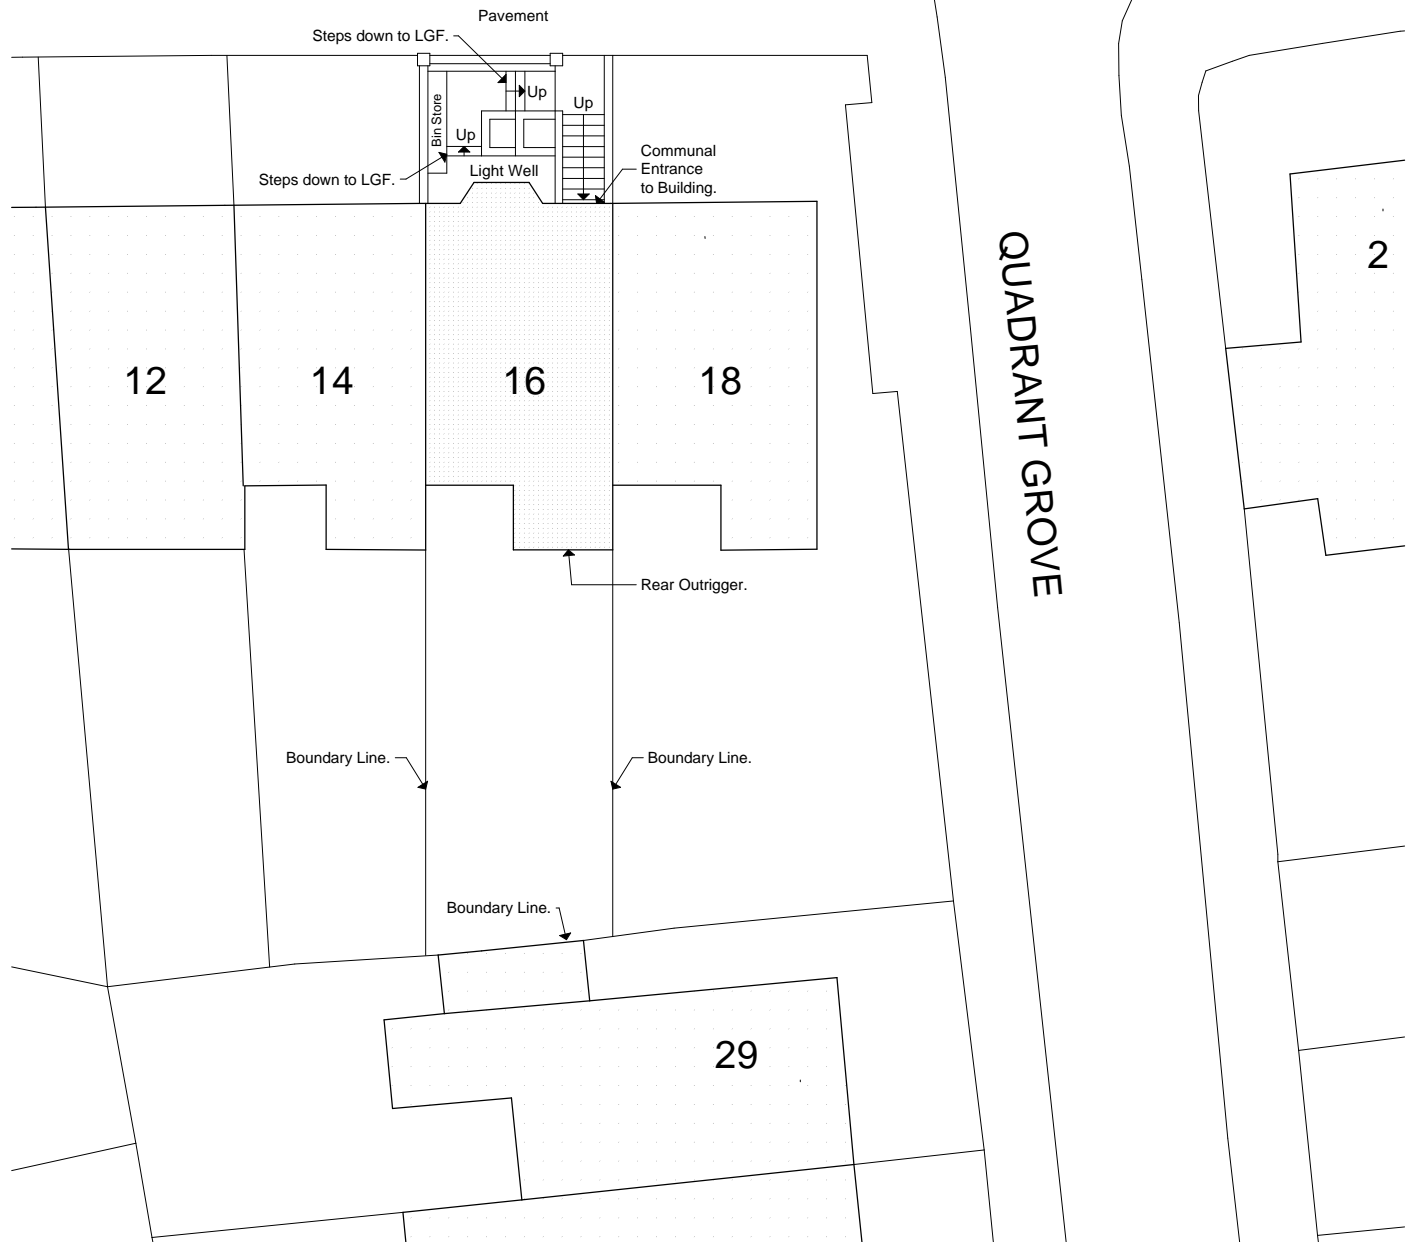 Pavement
Steps down to LGF.
Up
Up
Bin Store
Up
Communal
Entrance
to Building.
Light Well
Steps down to LGF.
QUADRANT GROVE
2
12
14
16
18
Rear Outrigger.
Boundary Line.
Boundary Line.
Boundary Line.
29